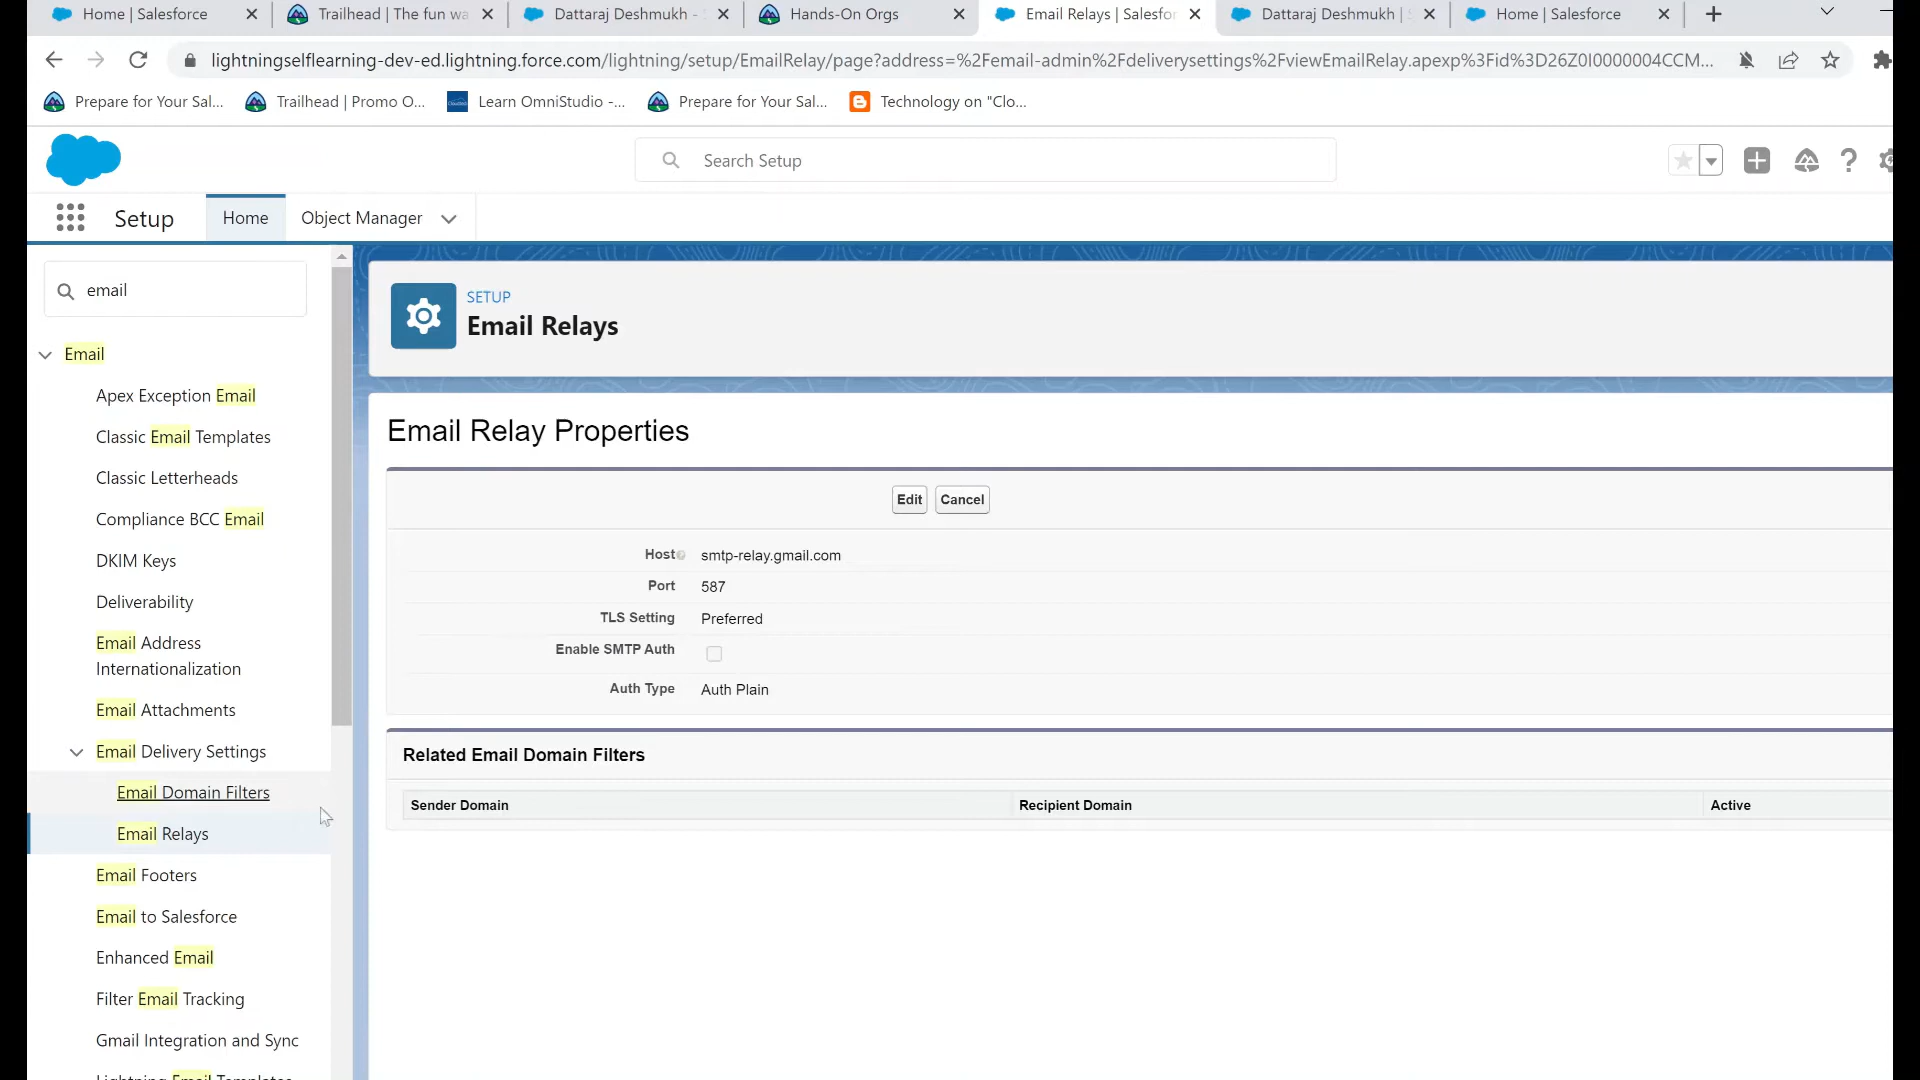 Home | Salesforce
Trailhead | The fun wa
Dattaraj Deshmukh -
Hands-On Orgs
Email Relays | Salesfor
Dattaraj Deshmukh |
Home | Salesforce
lightningselflearning-dev-ed.lightning.force.com/lightning/setup/EmailRelay/page?address=%2Femail-admin%2Fdeliverysettings%2FviewEmailRelay.apexp%3Fid%3D26Z0I0000004CCM...
Prepare for Your Sal...
Trailhead | Promo O...
Learn OmniStudio -...
Prepare for Your Sal...
Technology on "Clo...
Search Setup
Setup
Home
Object Manager
email
Email
Apex Exception Email
Classic Email Templates
Classic Letterheads
Compliance BCC Email
DKIM Keys
Deliverability
Email Address
Internationalization
Email Attachments
Email Delivery Settings
Email Domain Filters
Email Relays
Email Footers
Email to Salesforce
Enhanced Email
Filter Email Tracking
Gmail Integration and Sync
Lightning Email Templates
SETUP
Email Relays
Email Relay Properties
Edit Cancel
Host smtp-relay.gmail.com
Port 587
TLS Setting Preferred
Enable SMTP Auth
Auth Type Auth Plain
Related Email Domain Filters
Sender Domain Recipient Domain Active